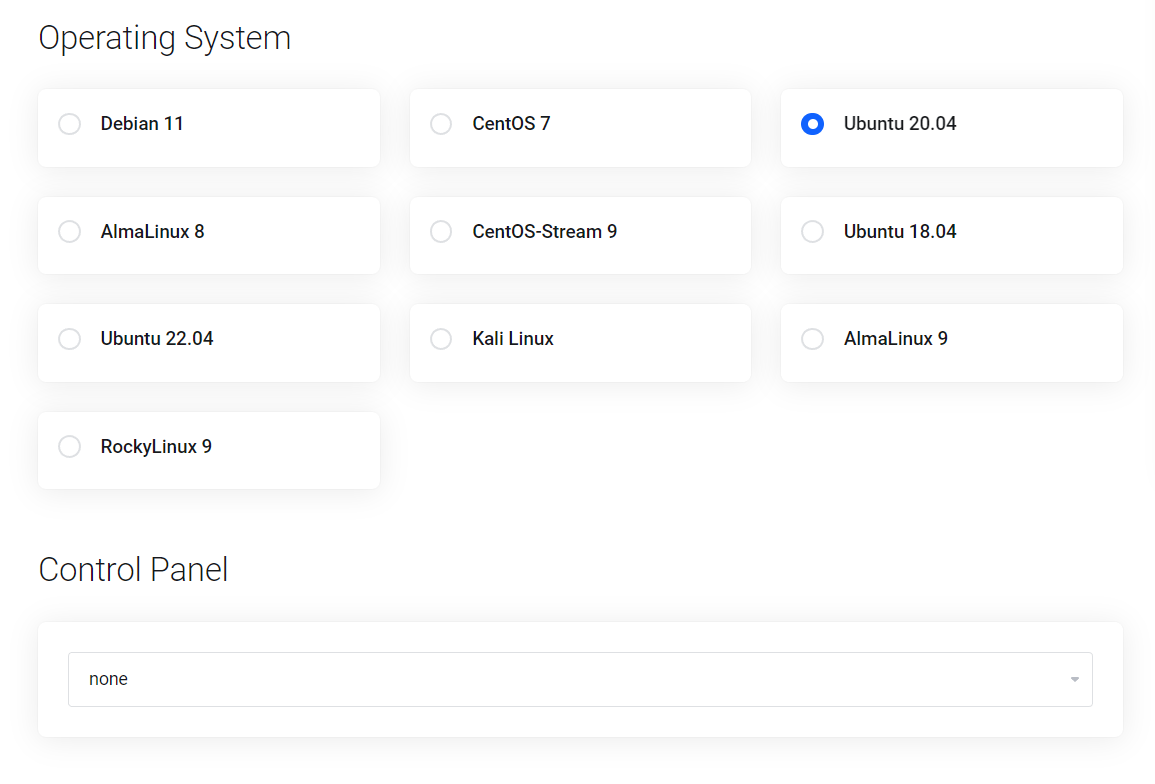 Operating System
Debian 11
CentOS 7
Ubuntu 20.04
AlmaLinux 8
CentOS-Stream 9
Ubuntu 18.04
Ubuntu 22.04
Kali Linux
AlmaLinux 9
RockyLinux 9
Control Panel
none